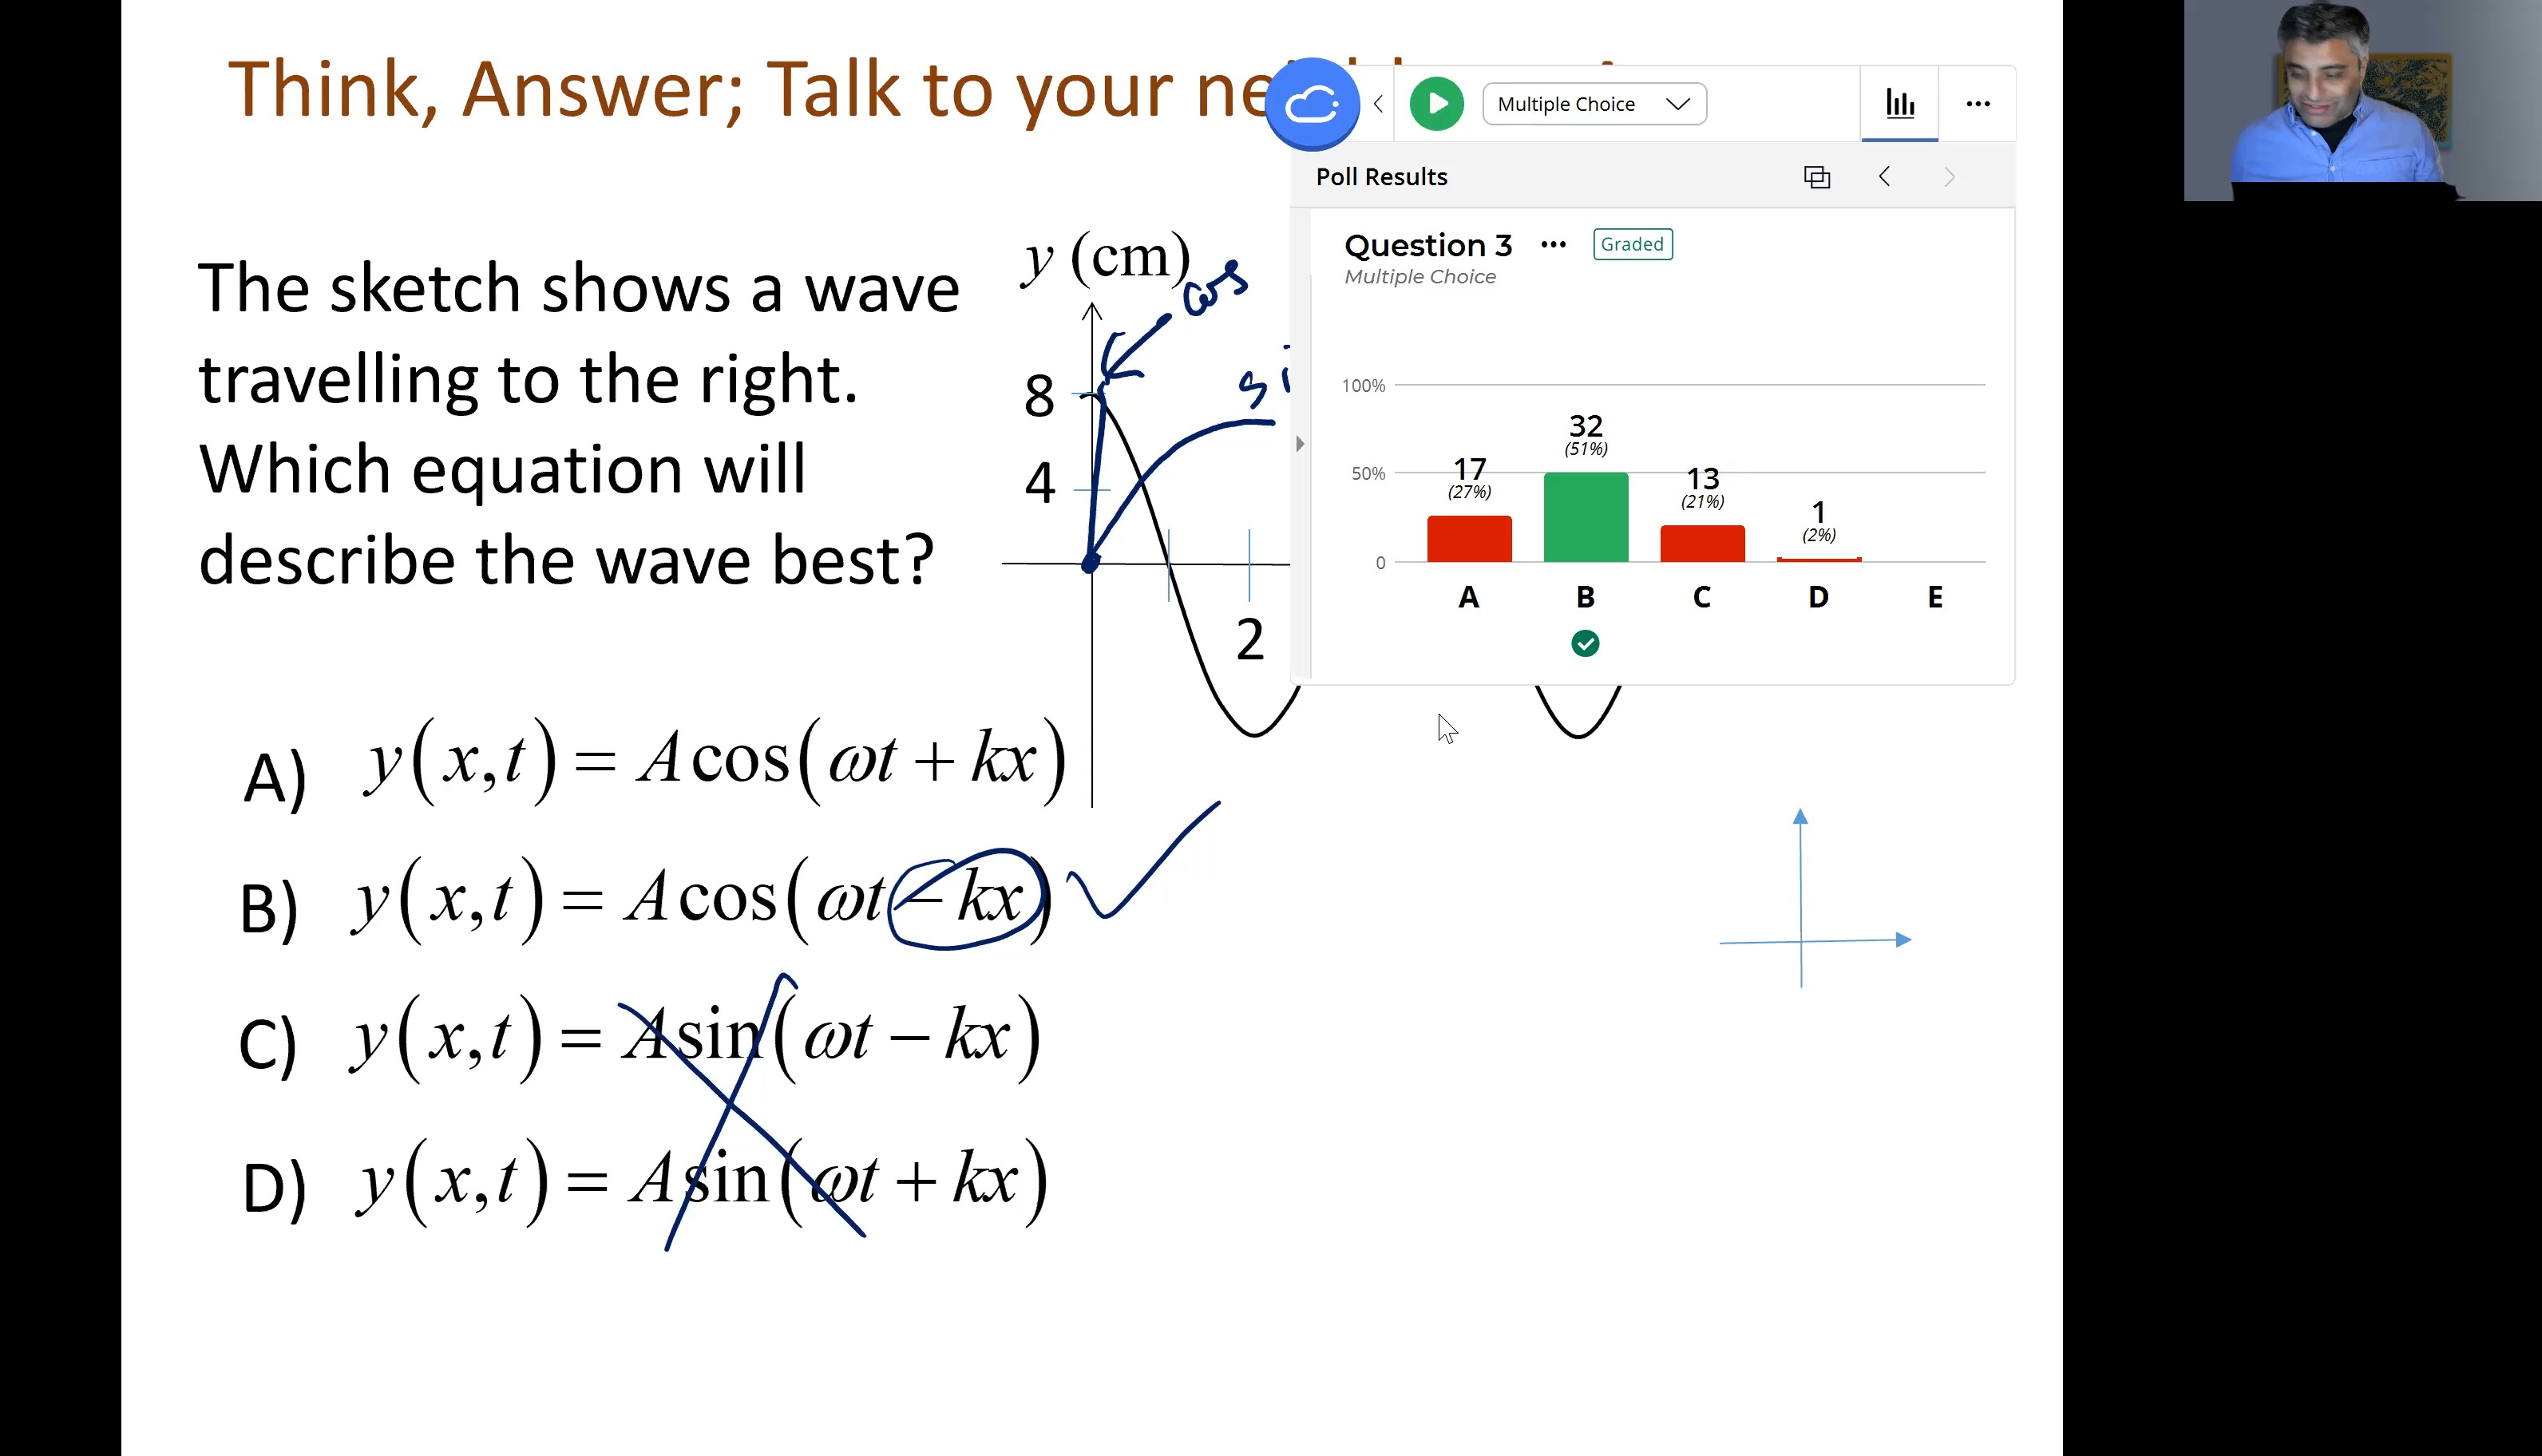 Think, Answer; Talk to your
Multiple Choice
Poll Results
Question 3
Graded
Multiple Choice
100%
50%
0
17
(27%)
32
(51%)
13
(21%)
1
(2%)
A B C D E
The sketch shows a wave
travelling to the right.
Which equation will
describe the wave best?
y (cm)
cos
8
4
2
A) y(x,t) = A cos(ωt + kx)
B) y(x,t) = A cos(ωt − kx)
C) y(x,t) = A sin(ωt − kx)
D) y(x,t) = A sin(ωt + kx)